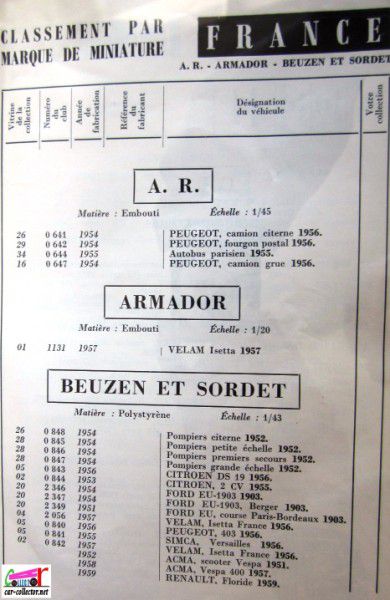 CLASSEMENT PAR
MARQUE DE MINIATURE
FRANCE
A. R. - ARMADOR - BEUZEN ET SORDET
Vitrine de la collection
Numéro du club
Année de fabrication
Référence du fabricant
Désignation du véhicule
Votre collection
A. R.
Matière : Embouti Échelle : 1/45
26 0 641 1954 PEUGEOT, camion citerne 1956.
29 0 642 1954 PEUGEOT, fourgon postal 1956.
34 0 644 1955 Autobus parisien 1955.
16 0 647 1954 PEUGEOT, camion grue 1956.
ARMADOR
Matière : Embouti Échelle : 1/20
01 1131 1957 VELAM Isetta 1957
BEUZEN ET SORDET
Matière : Polystyrène Échelle : 1/43
26 0 848 1954 Pompiers citerne 1952.
28 0 845 1954 Pompiers petite échelle 1952.
28 0 846 1954 Pompiers premiers secours 1952.
28 0 847 1954 Pompiers grande échelle 1952.
05 0 843 1956 CITROEN DS 19 1956.
02 0 844 1953 CITROEN, 2 CV 1955.
20 2 346 1954 FORD EU-1903 1903.
20 2 347 1954 FORD EU-1903, Berger 1903.
20 2 349 1951 FORD EU, course Paris-Bordeaux 1903.
04 2 056 1957 VELAM, Isetta France 1956.
05 0 840 1956 PEUGEOT, 403 1956.
05 0 841 1956 SIMCA, Versailles 1956.
02 0 842 1957 VELAM, Isetta France 1956.
1952 ACMA, scooter Vespa 1951.
1958 ACMA, Vespa 400 1957.
1959 RENAULT, Floride 1959.
car-collector.net